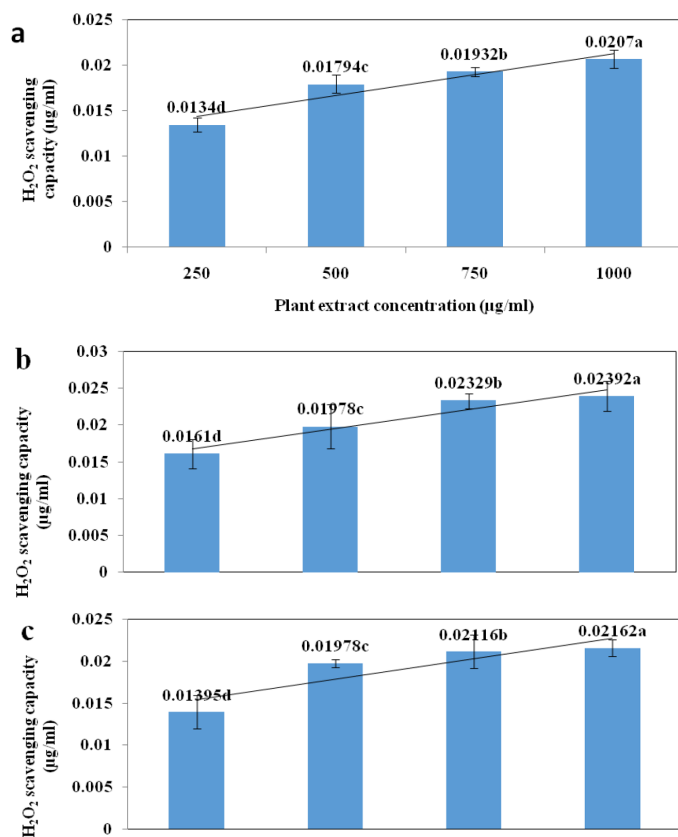 a
H₂O₂ scavenging
capacity (µg/ml)
0.025
0.02
0.015
0.01
0.005
0
0.0134d
0.01794c
0.01932b
0.0207a
250
500
750
1000
Plant extract concentration (µg/ml)
b
H₂O₂ scavenging capacity
(µg/ml)
0.03
0.025
0.02
0.015
0.01
0.005
0
0.0161d
0.01978c
0.02329b
0.02392a
c
H₂O₂ scavenging capacity
(µg/ml)
0.025
0.02
0.015
0.01
0.005
0
0.01395d
0.01978c
0.02116b
0.02162a